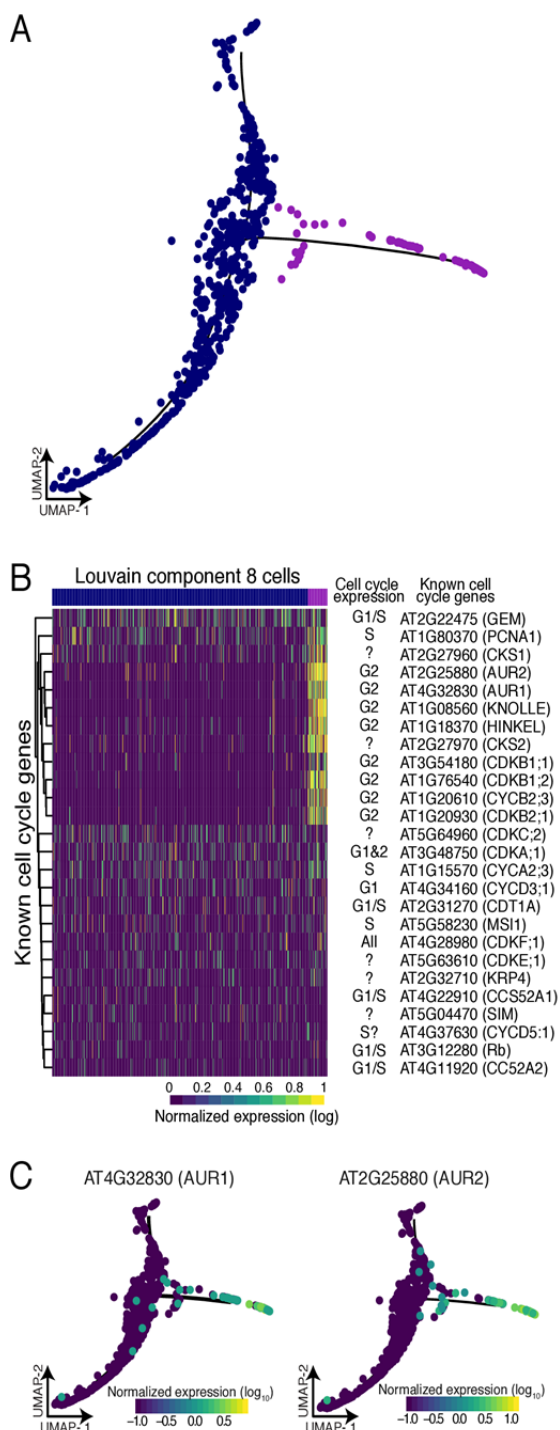 A
UMAP-2
UMAP- 1
B
Louvain component 8 cells
Cell cycle expression
Known cell cycle genes
Known cell cycle genes
G1/S AT2G22475 (GEM)
S AT1G80370 (PCNA1)
? AT2G27960 (CKS1)
G2 AT2G25880 (AUR2)
G2 AT4G32830 (AUR1)
G2 AT1G08560 (KNOLLE)
G2 AT1G18370 (HINKEL)
? AT2G27970 (CKS2)
G2 AT3G54180 (CDKB1;1)
G2 AT1G76540 (CDKB1;2)
G2 AT1G20610 (CYCB2;3)
G2 AT1G20930 (CDKB2;1)
? AT5G64960 (CDKC;2)
G1&2 AT3G48750 (CDKA;1)
S AT1G15570 (CYCA2;3)
G1 AT4G34160 (CYCD3;1)
G1/S AT2G31270 (CDT1A)
S AT5G58230 (MSI1)
All AT4G28980 (CDKF;1)
? AT5G63610 (CDKE;1)
? AT2G32710 (KRP4)
G1/S AT4G22910 (CCS52A1)
? AT5G04470 (SIM)
S? AT4G37630 (CYCD5:1)
G1/S AT3G12280 (Rb)
G1/S AT4G11920 (CC52A2)
0 0.2 0.4 0.6 0.8 1
Normalized expression (log)
C
AT4G32830 (AUR1)
AT2G25880 (AUR2)
UMAP-2
UMAP- 1
Normalized expression (log10)
-1.0 -0.5 0.0 0.5
UMAP-2
UMAP- 1
Normalized expression (log10)
-1.0 -0.5 0.0 0.5 1.0